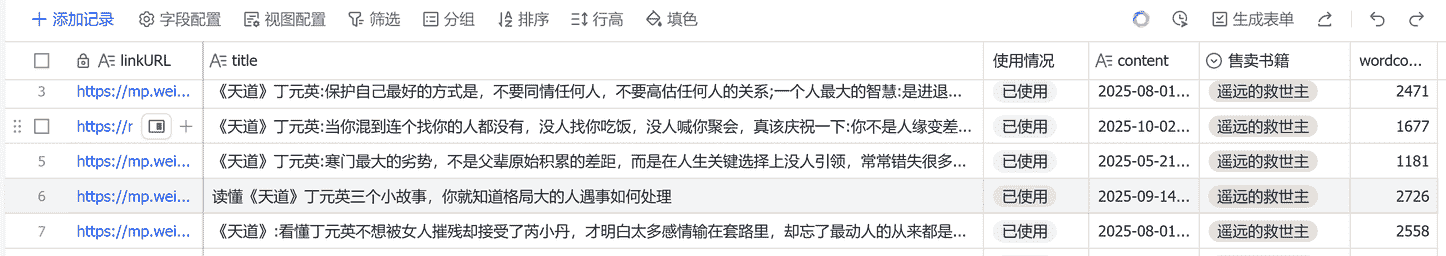 添加记录 字段配置 视图配置 筛选 分组 排序 行高 填色 生成表单
linkURL title 使用情况 content 售卖书籍 wordco...
3 https://mp.wei... 《天道》丁元英:保护自己最好的方式是，不要同情任何人，不要高估任何人的关系;一个人最大的智慧:是进退... 已使用 2025-08-01... 遥远的救世主 2471
https://r 《天道》丁元英:当你混到连个找你的人都没有，没人找你吃饭，没人喊你聚会，真该庆祝一下:你不是人缘变差... 已使用 2025-10-02... 遥远的救世主 1677
5 https://mp.wei... 《天道》丁元英:寒门最大的劣势，不是父辈原始积累的差距，而是在人生关键选择上没人引领，常常错失很多... 已使用 2025-05-21... 遥远的救世主 1181
6 https://mp.wei... 读懂《天道》丁元英三个小故事，你就知道格局大的人遇事如何处理 已使用 2025-09-14... 遥远的救世主 2726
7 https://mp.wei... 《天道》:看懂丁元英不想被女人摧残却接受了芮小丹，才明白太多感情输在套路里，却忘了最动人的从来都是... 已使用 2025-08-01... 遥远的救世主 2558